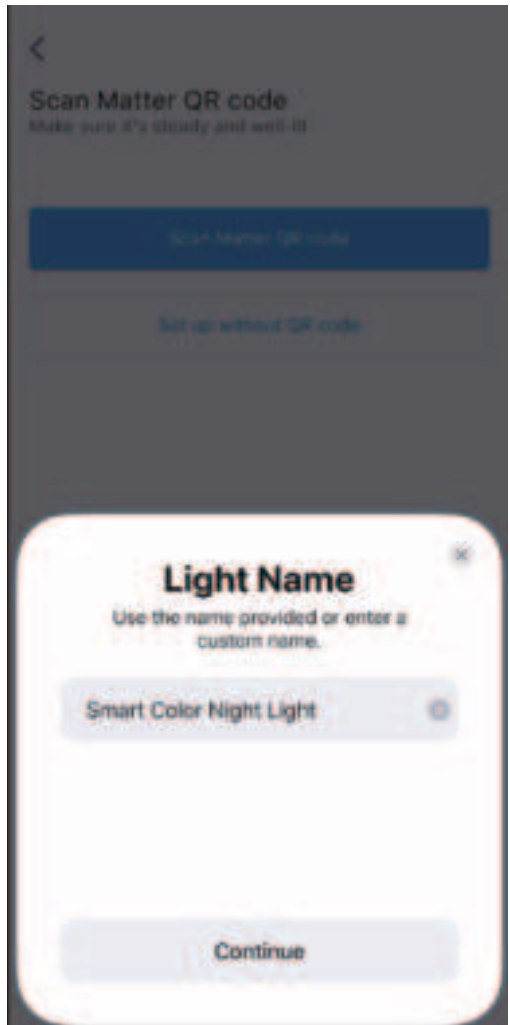 Scan Matter QR code
Make sure it's steady and well-lit
Scan Matter QR code
Set up without QR code
Light Name
Use the name provided or enter a
custom name.
Smart Color Night Light
Continue